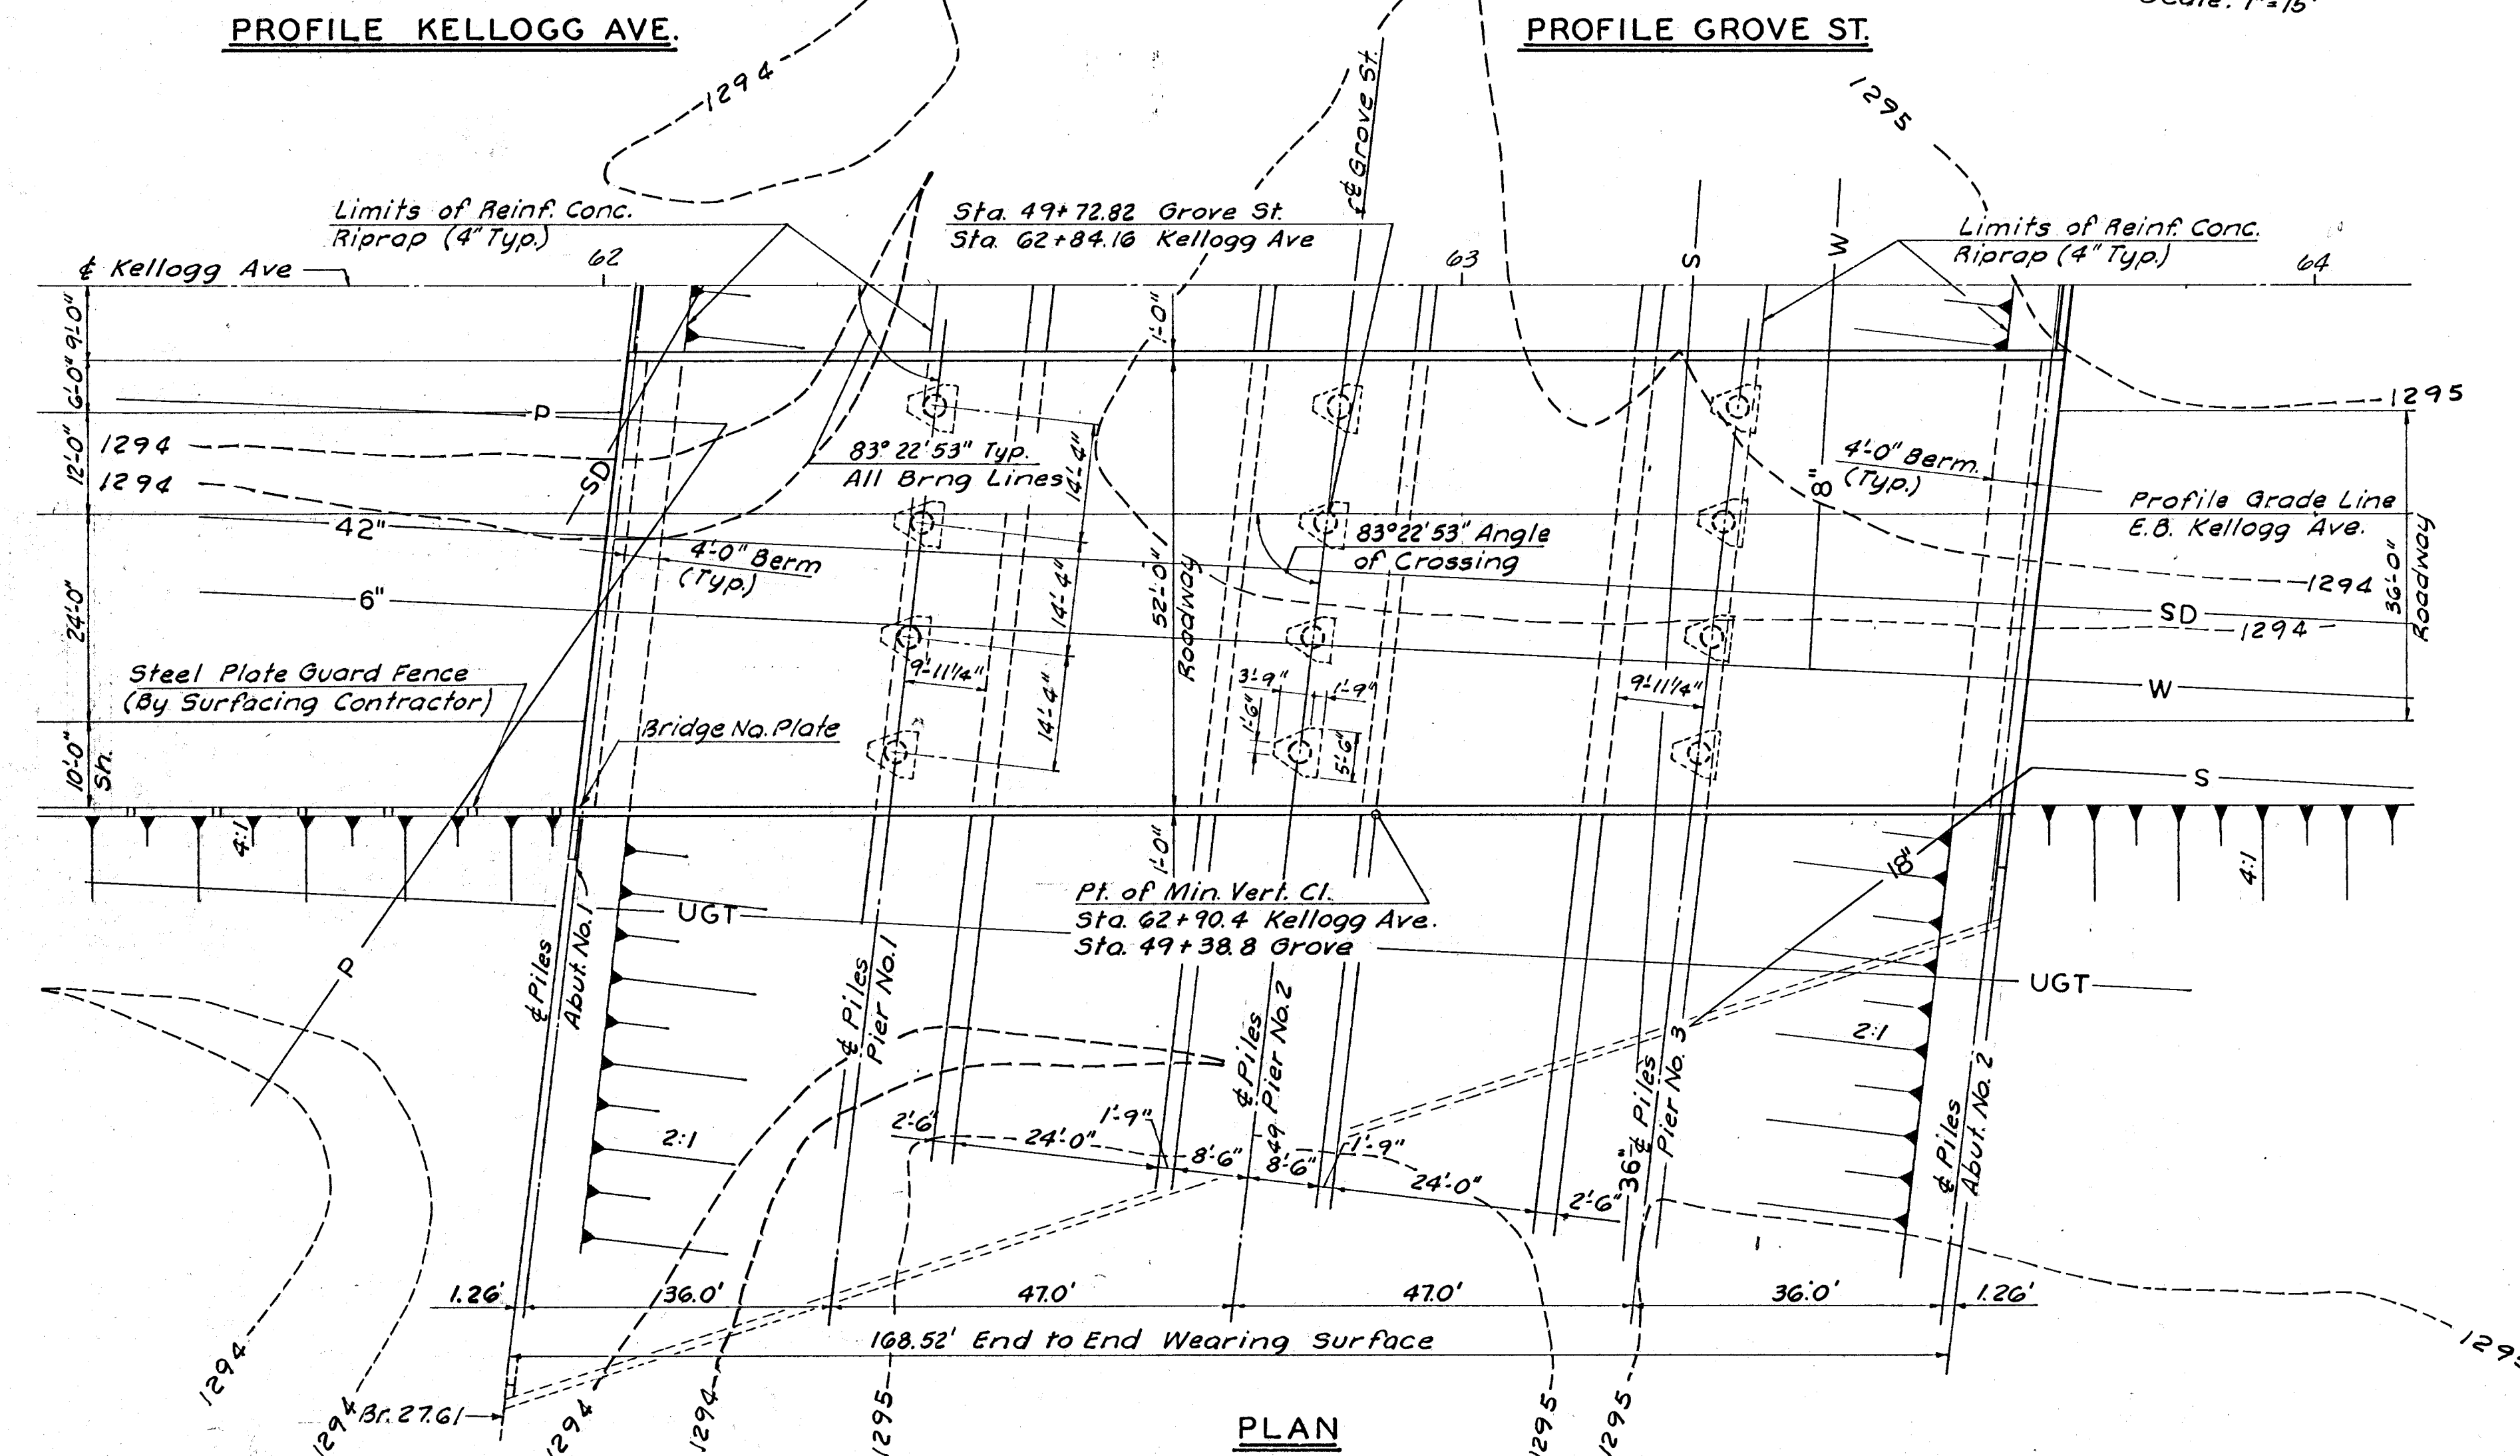 Scale: 1"=15'
PROFILE KELLOGG AVE.
PROFILE GROVE ST.
1294
1295
℄ Grove St.
Limits of Reinf. Conc.
Riprap (4" Typ.)
Sta. 49+72.82 Grove St.
Sta. 62+84.16 Kellogg Ave
S
W
Limits of Reinf. Conc.
Riprap (4" Typ.)
℄ Kellogg Ave
62
63
64
9'-0"
1'-0"
6'-0"
P
1295
12'-0"
1294
1294
SD
83° 22' 53" Typ.
All Brng Lines
14'-4"
8"
4'-0" Berm.
(Typ.)
Profile Grade Line
E.B. Kellogg Ave.
42"
4'-0" Berm
(Typ.)
83°22'53" Angle
of Crossing
1294
6"
24'-0"
14'-4"
52'-0"
Roadway
36'-0"
Roadway
SD
1294
Steel Plate Guard Fence
(By Surfacing Contractor)
9'-11 1/4"
3'-9"
1'-9"
9'-11 1/4"
W
14'-4"
1'-6"
5'-6"
Bridge No. Plate
10'-0"
Sh.
S
4:1
1'-0"
18"
4:1
Pt. of Min. Vert. Cl.
Sta. 62+90.4 Kellogg Ave.
Sta. 49+38.8 Grove
UGT
UGT
P
℄ Piles
Abut. No. 1
℄ Piles
Pier No. 1
℄ Piles
Pier No. 2
49
℄ Piles
Pier No. 3
36"
2:1
℄ Piles
Abut. No. 2
2:1
2'-6"
24'-0"
1'-9"
8'-6"
8'-6"
1'-9"
24'-0"
2'-6"
1.26'
36.0'
47.0'
47.0'
36.0'
1.26'
168.52' End to End Wearing Surface
1294
1294
Br. 27.61
1294
1294
1295
1295
1295
PLAN